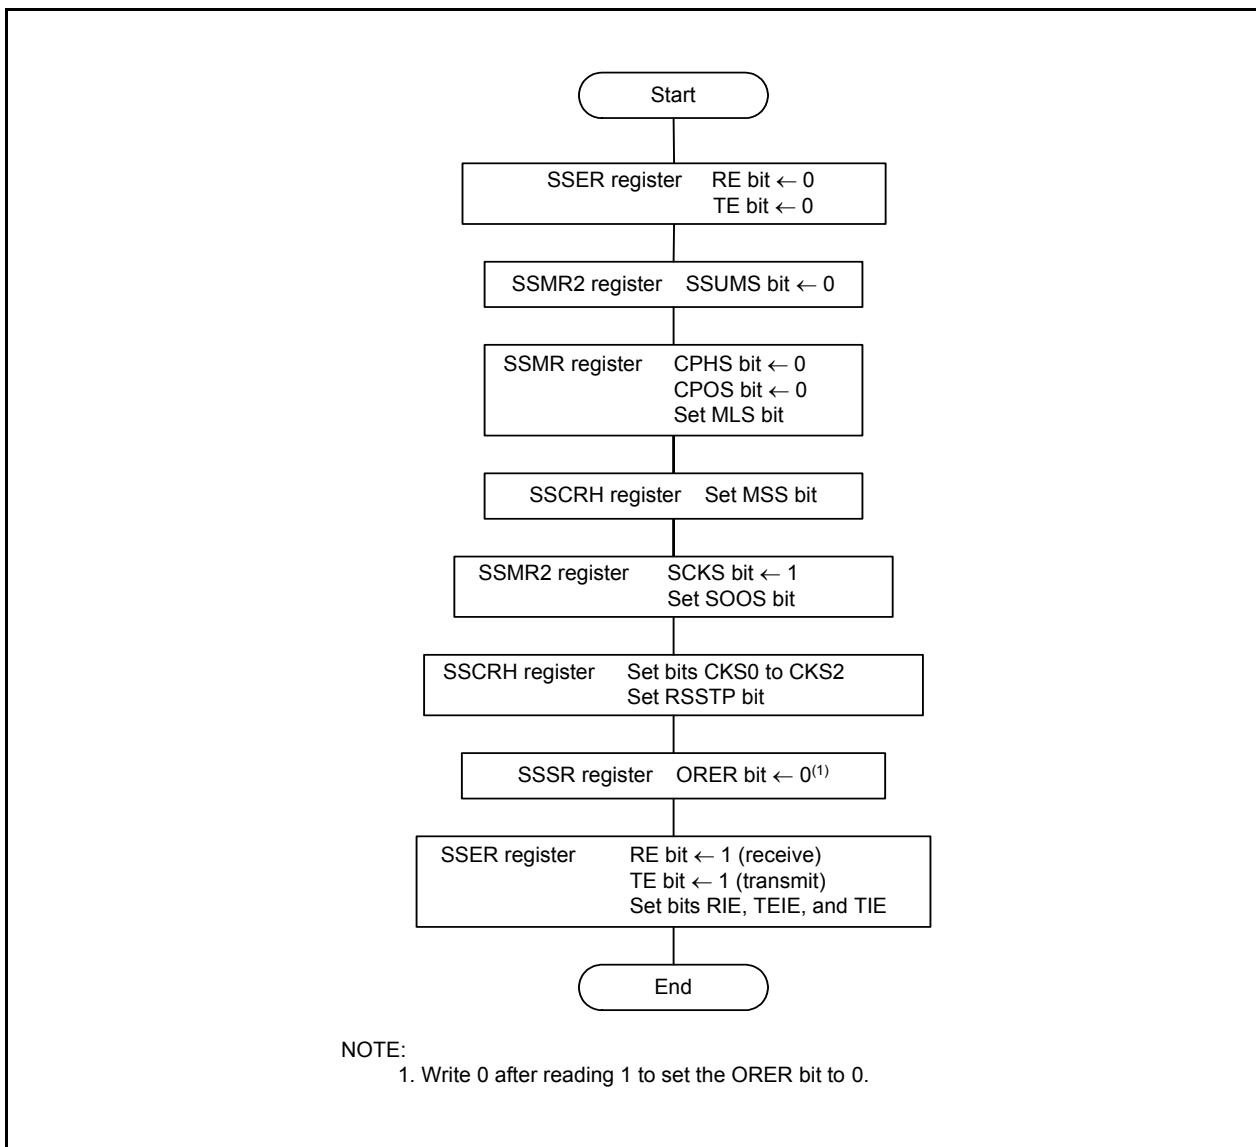 Start
SSER register RE bit ← 0
TE bit ← 0
SSMR2 register SSUMS bit ← 0
SSMR register CPHS bit ← 0
CPOS bit ← 0
Set MLS bit
SSCRH register Set MSS bit
SSMR2 register SCKS bit ← 1
Set SOOS bit
SSCRH register Set bits CKS0 to CKS2
Set RSSTP bit
SSSR register ORER bit ← 0(1)
SSER register RE bit ← 1 (receive)
TE bit ← 1 (transmit)
Set bits RIE, TEIE, and TIE
End
NOTE:
1. Write 0 after reading 1 to set the ORER bit to 0.